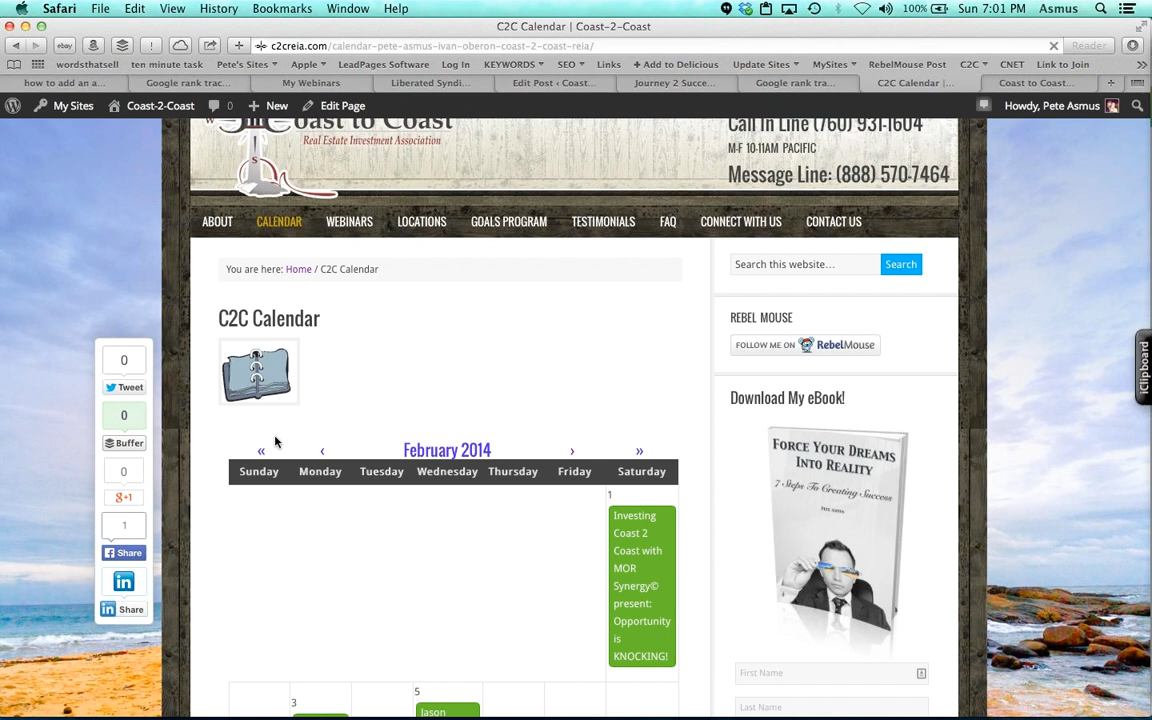 Safari File Edit View History Bookmarks Window Help 100% Sun 7:01 PM Asmus
C2C Calendar | Coast-2-Coast
ebay c2creia.com/calendar-pete-asmus-ivan-oberon-coast-2-coast-reia/ Reader
wordsthatsell ten minute task Pete's Sites Apple LeadPages Software Log In KEYWORDS SEO Links + Add to Delicious Update Sites MySites RebelMouse Post C2C CNET Link to Join
how to add an a... Google rank trac... My Webinars Liberated Syndi... Edit Post ‹ Coast... Journey 2 Succe... Google rank tra... C2C Calendar |... Coast to Coast...
My Sites Coast-2-Coast 0 + New Edit Page Howdy, Pete Asmus
Coast to Coast
Real Estate Investment Association
W
S
Call In Line (760) 931-1604
M-F 10-11AM PACIFIC
Message Line: (888) 570-7464
ABOUT CALENDAR WEBINARS LOCATIONS GOALS PROGRAM TESTIMONIALS FAQ CONNECT WITH US CONTACT US
You are here: Home / C2C Calendar
C2C Calendar
« ‹ February 2014 › »
Sunday Monday Tuesday Wednesday Thursday Friday Saturday
1
Investing
Coast 2
Coast with
MOR
Synergy©
present:
Opportunity
is
KNOCKING!
3
5
Jason
0
Tweet
0
Buffer
0
g+1
1
Share
in
in Share
Search this website... Search
REBEL MOUSE
FOLLOW ME ON RebelMouse
Download My eBook!
FORCE YOUR DREAMS
INTO REALITY
7 Steps To Creating Success
First Name
Last Name
iClipboard